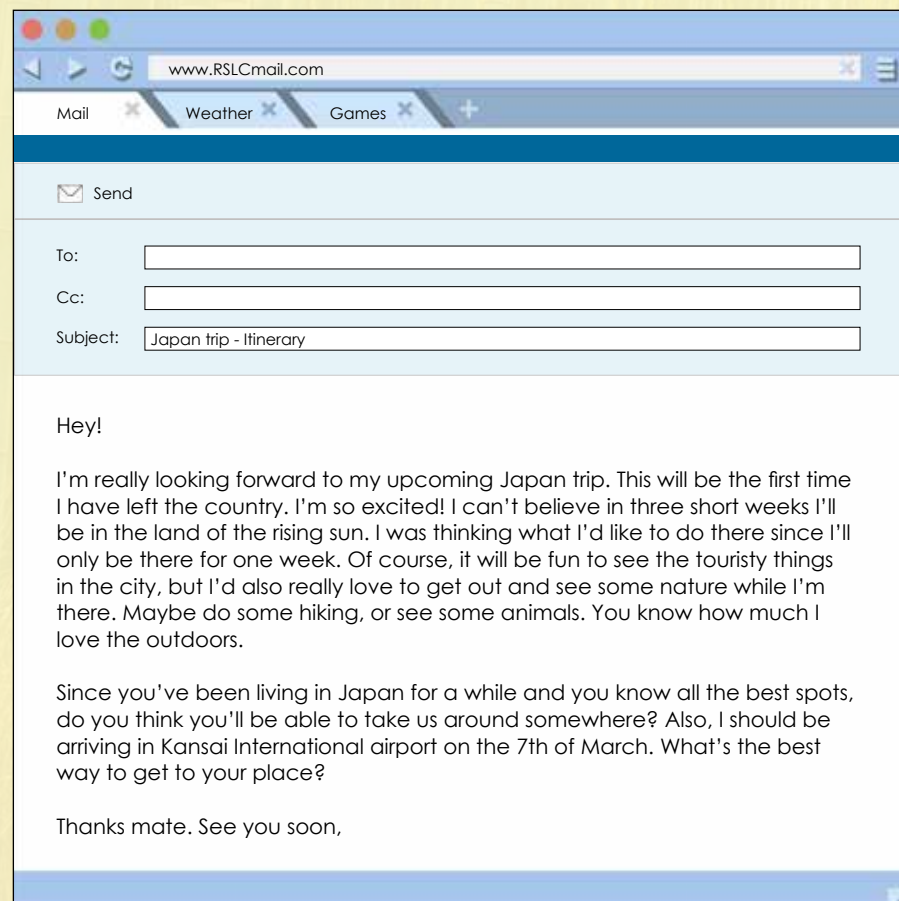 www.RSLCmail.com
Mail Weather Games
Send
To:
Cc:
Subject: Japan trip - Itinerary
Hey!
I'm really looking forward to my upcoming Japan trip. This will be the first time
I have left the country. I'm so excited! I can't believe in three short weeks I'll
be in the land of the rising sun. I was thinking what I'd like to do there since I'll
only be there for one week. Of course, it will be fun to see the touristy things
in the city, but I'd also really love to get out and see some nature while I'm
there. Maybe do some hiking, or see some animals. You know how much I
love the outdoors.
Since you've been living in Japan for a while and you know all the best spots,
do you think you'll be able to take us around somewhere? Also, I should be
arriving in Kansai International airport on the 7th of March. What's the best
way to get to your place?
Thanks mate. See you soon,